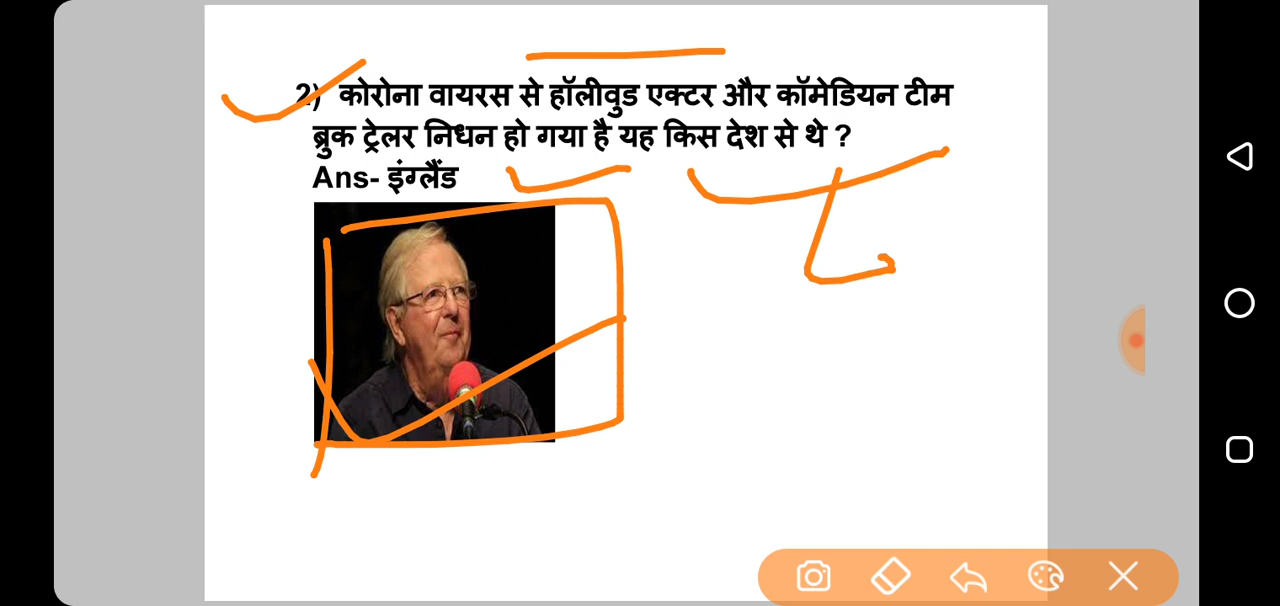 2) कोरोना वायरस से हॉलीवुड एक्टर और कॉमेडियन टीम
ब्रुक ट्रेलर निधन हो गया है यह किस देश से थे ?
Ans- इंग्लैंड